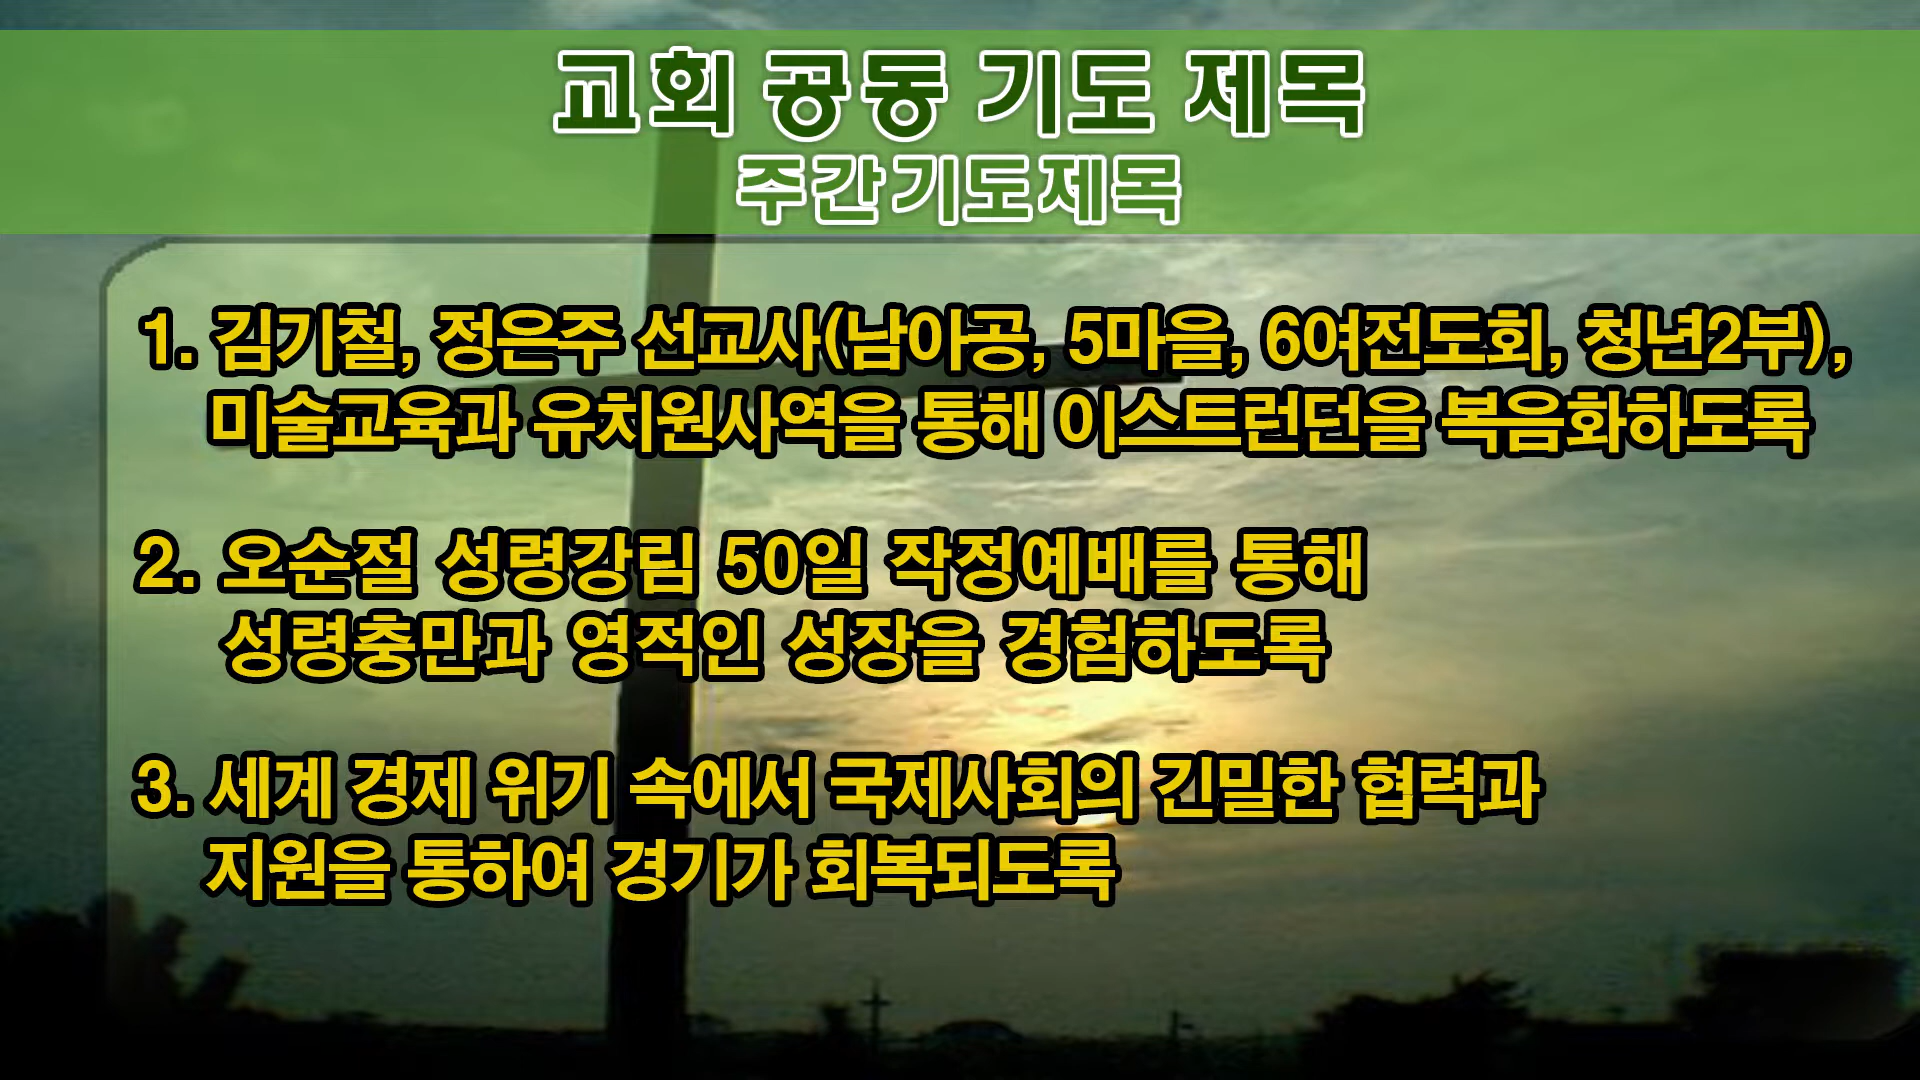 교회 공동 기도 제목
주간기도제목
1. 김기철, 정은주 선교사(남아공, 5마을, 6여전도회, 청년2부),
미술교육과 유치원사역을 통해 이스트런던을 복음화하도록
2. 오순절 성령강림 50일 작정예배를 통해
성령충만과 영적인 성장을 경험하도록
3. 세계 경제 위기 속에서 국제사회의 긴밀한 협력과
지원을 통하여 경기가 회복되도록